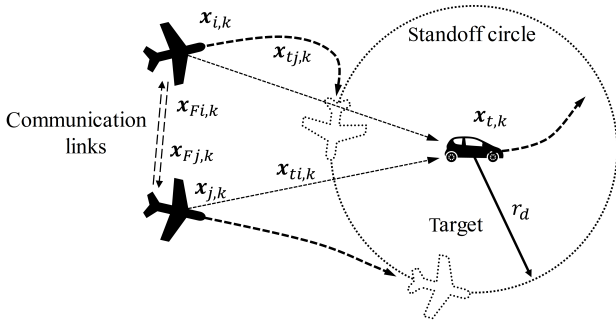 x_{i,k}
x_{tj,k}
Standoff circle
x_{Fi,k}
x_{t,k}
Communication
links
x_{Fj,k}
x_{j,k}
x_{ti,k}
Target
r_d